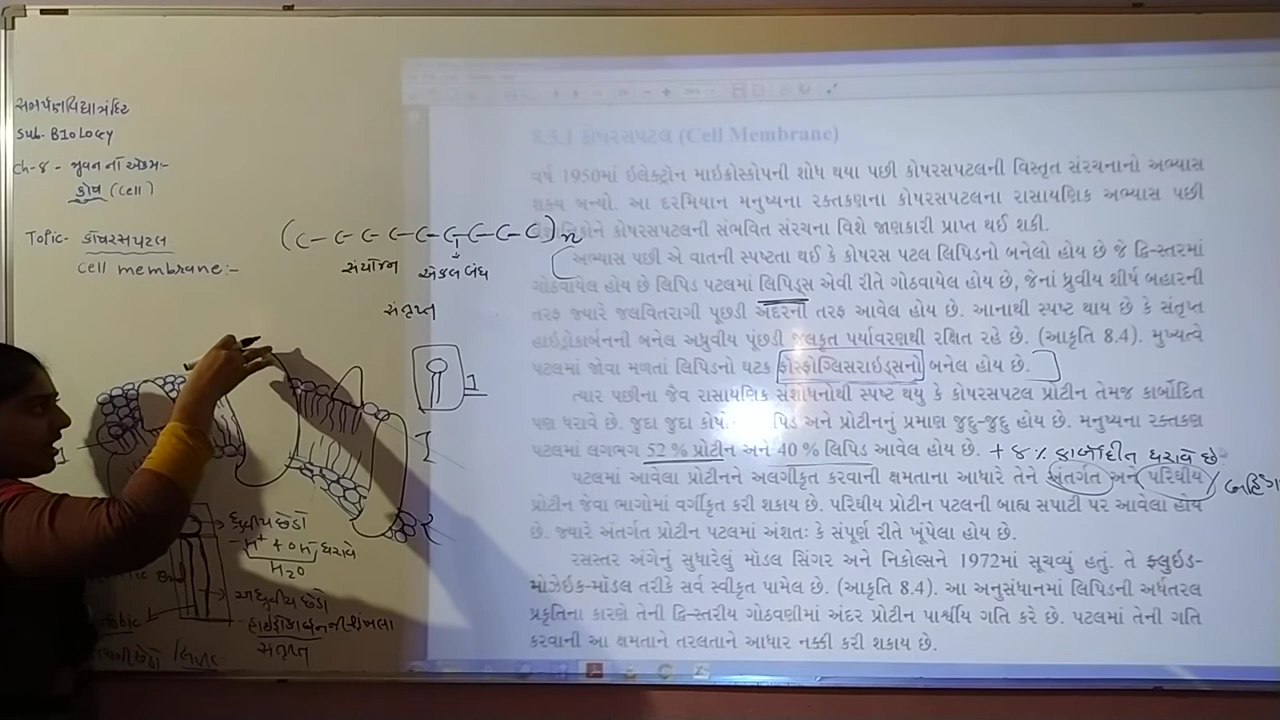 સમર્પણ વિદ્યામંદિર
Sub. BIOLOGY
Ch-8 - જીવનનો એકમ:-
કોષ (Cell)
Topic- કોષરસપટલ
cell membrane:-
(C- C- C- C- C- C- C- C- C)n
સંયોજન એકલ બંધ
સંતૃપ્ત
1
2
1
ધ્રુવીય છેડો
H+ + OH- ધરાવે
H2O
અધ્રુવીય છેડો
હાઇડ્રોકાર્બનની શૃંખલા
સંતૃપ્ત
8.5.1 કોષરસપટલ (Cell Membrane)
વર્ષ 1950માં ઇલેક્ટ્રૉન માઇક્રોસ્કોપની શોધ થયા પછી કોષરસપટલની વિસ્તૃત સંરચનાનો અભ્યાસ
શક્ય બન્યો. આ દરમિયાન મનુષ્યના રક્તકણના કોષરસપટલના રાસાયણિક અભ્યાસ પછી
કોષરસપટલની સંભવિત સંરચના વિશે જાણકારી પ્રાપ્ત થઈ શકી.
અભ્યાસ પછી એ વાતની સ્પષ્ટતા થઈ કે કોષરસ પટલ લિપિડનો બનેલો હોય છે જે દ્વિ-સ્તરમાં
ગોઠવાયેલ હોય છે લિપિડ પટલમાં લિપિડ્સ એવી રીતે ગોઠવાયેલ હોય છે, જેનાં ધ્રુવીય શીર્ષ બહારની
તરફ જ્યારે જલવિતરાગી પૂછડી અંદરની તરફ આવેલ હોય છે. આનાથી સ્પષ્ટ થાય છે કે સંતૃપ્ત
હાઈડ્રોકાર્બનની બનેલ અધ્રુવીય પૂંછડી જલકૃત પર્યાવરણથી રક્ષિત રહે છે. (આકૃતિ 8.4). મુખ્યત્વે
પટલમાં જોવા મળતાં લિપિડનો ઘટક ફૉસ્ફોગ્લિસરાઇડ્સનો બનેલ હોય છે.
ત્યાર પછીના જૈવ રાસાયણિક સંશોધનોથી સ્પષ્ટ થયુ કે કોષરસપટલ પ્રોટીન તેમજ કાર્બોદિત
પણ ધરાવે છે. જુદા જુદા કોષ પિડ અને પ્રોટીનનું પ્રમાણ જુદુ-જુદુ હોય છે. મનુષ્યના રક્તકણ
પટલમાં લગભગ 52 % પ્રોટીન અને 40 % લિપિડ આવેલ હોય છે. + 8% કાર્બોદીત ધરાવે છે
પટલમાં આવેલા પ્રોટીનને અલગીકૃત કરવાની ક્ષમતાના આધારે તેને અંતર્ગત અને પરિઘીય
પ્રોટીન જેવા ભાગોમાં વર્ગીકૃત કરી શકાય છે. પરિઘીય પ્રોટીન પટલની બાહ્ય સપાટી પર આવેલાં હોય
છે. જ્યારે અંતર્ગત પ્રોટીન પટલમાં અંશતઃ કે સંપૂર્ણ રીતે ખૂંપેલા હોય છે.
રસસ્તર અંગેનું સુધારેલું મૉડલ સિંગર અને નિકોલ્સને 1972માં સૂચવ્યું હતું. તે ફ્લુઇડ-
મોઝેઇક-મૉડલ તરીકે સર્વ સ્વીકૃત પામેલ છે. (આકૃતિ 8.4). આ અનુસંધાનમાં લિપિડની અર્ધતરલ
પ્રકૃતિના કારણે તેની દ્વિ-સ્તરીય ગોઠવણીમાં અંદર પ્રોટીન પાર્શ્વીય ગતિ કરે છે. પટલમાં તેની ગતિ
કરવાની આ ક્ષમતાને તરલતાને આધાર નક્કી કરી શકાય છે.